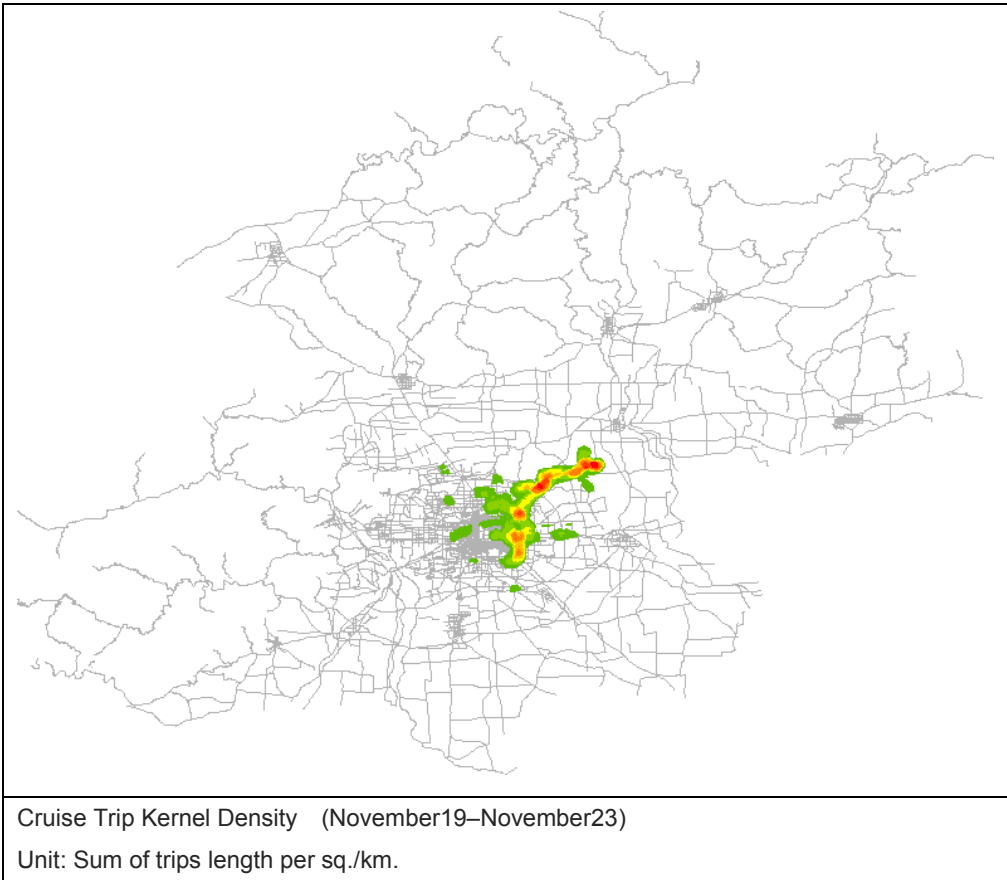 Cruise Trip Kernel Density (November19–November23)
Unit: Sum of trips length per sq./km.